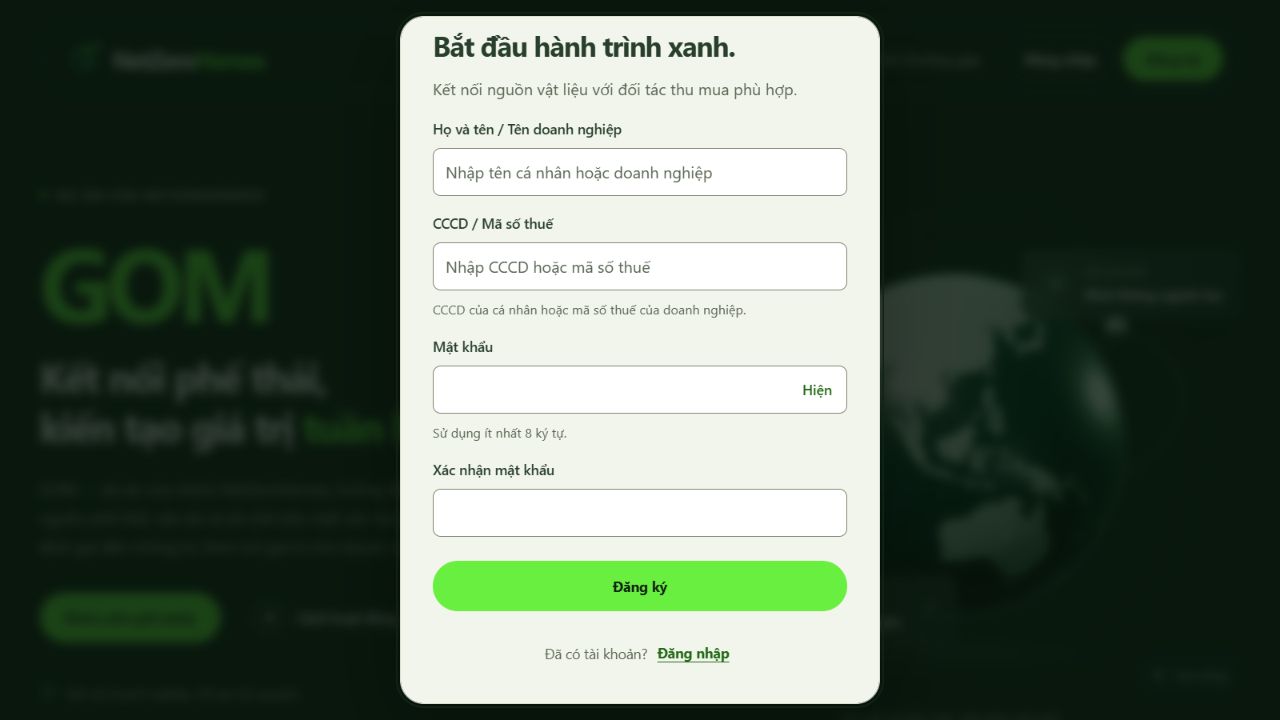 Bắt đầu hành trình xanh.
Kết nối nguồn vật liệu với đối tác thu mua phù hợp.
Họ và tên / Tên doanh nghiệp
Nhập tên cá nhân hoặc doanh nghiệp
CCCD / Mã số thuế
Nhập CCCD hoặc mã số thuế
CCCD của cá nhân hoặc mã số thuế của doanh nghiệp.
Mật khẩu
Hiện
Sử dụng ít nhất 8 ký tự.
Xác nhận mật khẩu
Đăng ký
Đã có tài khoản? Đăng nhập
GOM
Kết nối phế thải,
kiến tạo giá trị tuần